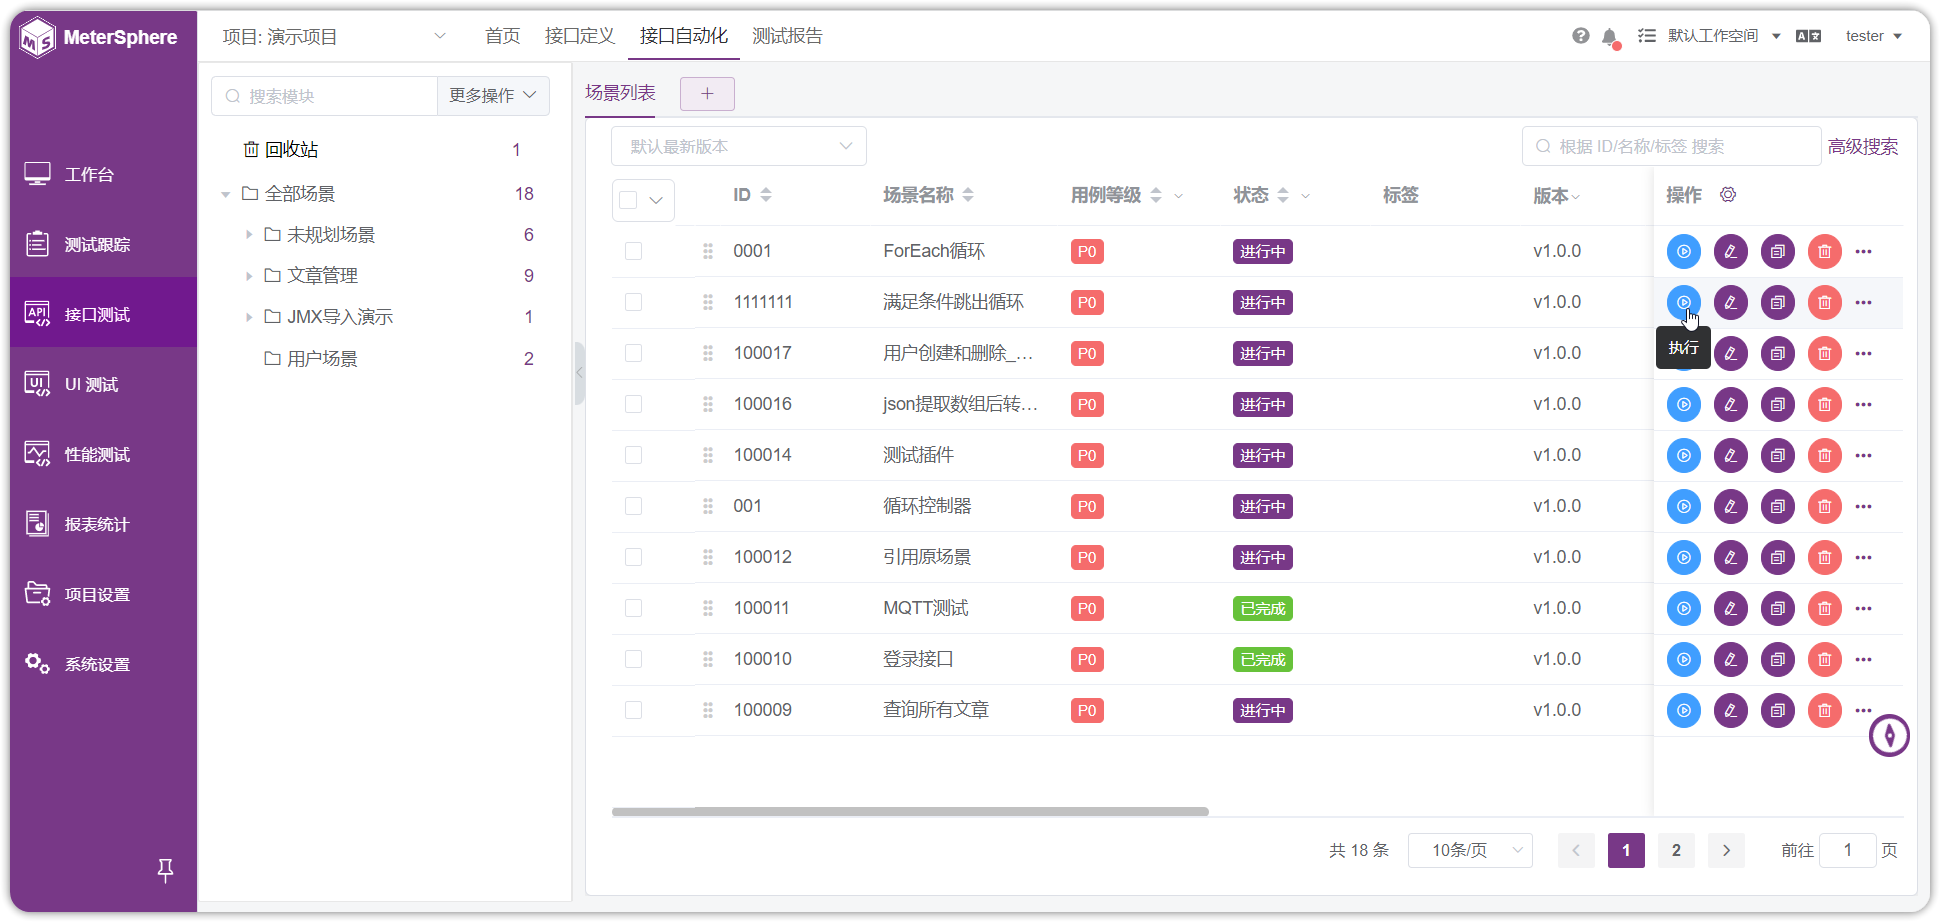 MeterSphere
项目: 演示项目 首页 接口定义 接口自动化 测试报告 默认工作空间 tester
搜索模块 更多操作
回收站 1
全部场景 18
未规划场景 6
文章管理 9
JMX导入演示 1
用户场景 2
工作台
测试跟踪
API 接口测试
UI UI 测试
性能测试
报表统计
项目设置
系统设置
场景列表 +
默认最新版本 根据 ID/名称/标签 搜索 高级搜索
ID 场景名称 用例等级 状态 标签 版本 操作
0001 ForEach循环 P0 进行中 v1.0.0
1111111 满足条件跳出循环 P0 进行中 v1.0.0
执行
100017 用户创建和删除_... P0 进行中 v1.0.0
100016 json提取数组后转... P0 进行中 v1.0.0
100014 测试插件 P0 进行中 v1.0.0
001 循环控制器 P0 进行中 v1.0.0
100012 引用原场景 P0 进行中 v1.0.0
100011 MQTT测试 P0 已完成 v1.0.0
100010 登录接口 P0 已完成 v1.0.0
100009 查询所有文章 P0 进行中 v1.0.0
共 18 条 10条/页 1 2 前往 1 页